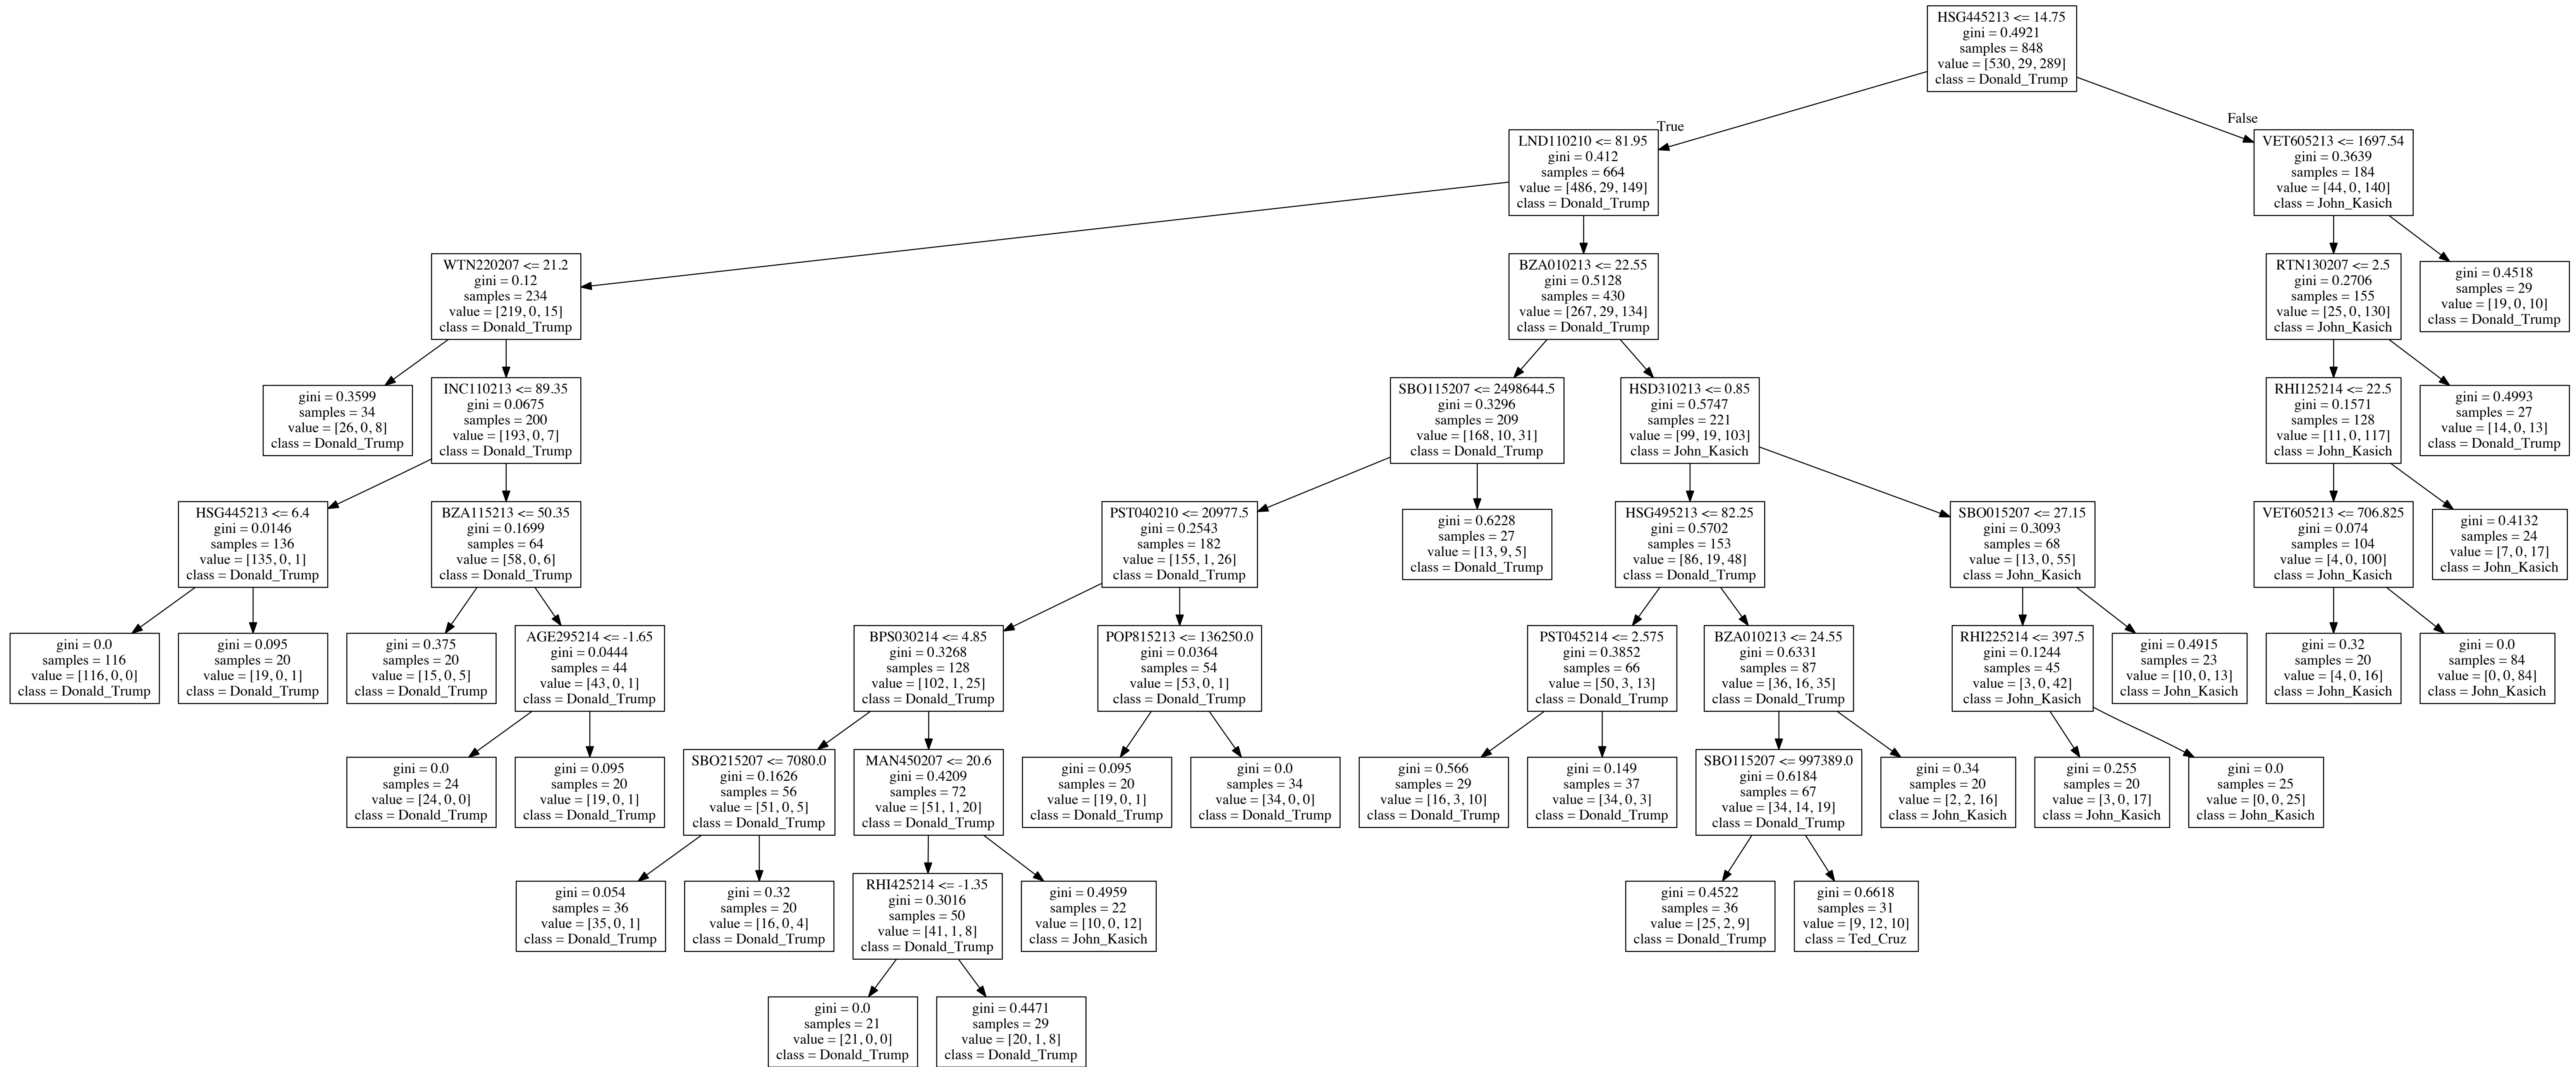 HSG445213 <= 14.75
gini = 0.4921
samples = 848
value = [530, 29, 289]
class = Donald_Trump
True
False
LND110210 <= 81.95
gini = 0.412
samples = 664
value = [486, 29, 149]
class = Donald_Trump
VET605213 <= 1697.54
gini = 0.3639
samples = 184
value = [44, 0, 140]
class = John_Kasich
WTN220207 <= 21.2
gini = 0.12
samples = 234
value = [219, 0, 15]
class = Donald_Trump
BZA010213 <= 22.55
gini = 0.5128
samples = 430
value = [267, 29, 134]
class = Donald_Trump
RTN130207 <= 2.5
gini = 0.2706
samples = 155
value = [25, 0, 130]
class = John_Kasich
gini = 0.4518
samples = 29
value = [19, 0, 10]
class = Donald_Trump
gini = 0.3599
samples = 34
value = [26, 0, 8]
class = Donald_Trump
INC110213 <= 89.35
gini = 0.0675
samples = 200
value = [193, 0, 7]
class = Donald_Trump
SBO115207 <= 2498644.5
gini = 0.3296
samples = 209
value = [168, 10, 31]
class = Donald_Trump
HSD310213 <= 0.85
gini = 0.5747
samples = 221
value = [99, 19, 103]
class = John_Kasich
RHI125214 <= 22.5
gini = 0.1571
samples = 128
value = [11, 0, 117]
class = John_Kasich
gini = 0.4993
samples = 27
value = [14, 0, 13]
class = Donald_Trump
HSG445213 <= 6.4
gini = 0.0146
samples = 136
value = [135, 0, 1]
class = Donald_Trump
BZA115213 <= 50.35
gini = 0.1699
samples = 64
value = [58, 0, 6]
class = Donald_Trump
PST040210 <= 20977.5
gini = 0.2543
samples = 182
value = [155, 1, 26]
class = Donald_Trump
gini = 0.6228
samples = 27
value = [13, 9, 5]
class = Donald_Trump
HSG495213 <= 82.25
gini = 0.5702
samples = 153
value = [86, 19, 48]
class = Donald_Trump
SBO015207 <= 27.15
gini = 0.3093
samples = 68
value = [13, 0, 55]
class = John_Kasich
VET605213 <= 706.825
gini = 0.074
samples = 104
value = [4, 0, 100]
class = John_Kasich
gini = 0.4132
samples = 24
value = [7, 0, 17]
class = John_Kasich
gini = 0.0
samples = 116
value = [116, 0, 0]
class = Donald_Trump
gini = 0.095
samples = 20
value = [19, 0, 1]
class = Donald_Trump
gini = 0.375
samples = 20
value = [15, 0, 5]
class = Donald_Trump
AGE295214 <= -1.65
gini = 0.0444
samples = 44
value = [43, 0, 1]
class = Donald_Trump
BPS030214 <= 4.85
gini = 0.3268
samples = 128
value = [102, 1, 25]
class = Donald_Trump
POP815213 <= 136250.0
gini = 0.0364
samples = 54
value = [53, 0, 1]
class = Donald_Trump
PST045214 <= 2.575
gini = 0.3852
samples = 66
value = [50, 3, 13]
class = Donald_Trump
BZA010213 <= 24.55
gini = 0.6331
samples = 87
value = [36, 16, 35]
class = Donald_Trump
RHI225214 <= 397.5
gini = 0.1244
samples = 45
value = [3, 0, 42]
class = John_Kasich
gini = 0.4915
samples = 23
value = [10, 0, 13]
class = John_Kasich
gini = 0.32
samples = 20
value = [4, 0, 16]
class = John_Kasich
gini = 0.0
samples = 84
value = [0, 0, 84]
class = John_Kasich
gini = 0.0
samples = 24
value = [24, 0, 0]
class = Donald_Trump
gini = 0.095
samples = 20
value = [19, 0, 1]
class = Donald_Trump
SBO215207 <= 7080.0
gini = 0.1626
samples = 56
value = [51, 0, 5]
class = Donald_Trump
MAN450207 <= 20.6
gini = 0.4209
samples = 72
value = [51, 1, 20]
class = Donald_Trump
gini = 0.095
samples = 20
value = [19, 0, 1]
class = Donald_Trump
gini = 0.0
samples = 34
value = [34, 0, 0]
class = Donald_Trump
gini = 0.566
samples = 29
value = [16, 3, 10]
class = Donald_Trump
gini = 0.149
samples = 37
value = [34, 0, 3]
class = Donald_Trump
SBO115207 <= 997389.0
gini = 0.6184
samples = 67
value = [34, 14, 19]
class = Donald_Trump
gini = 0.34
samples = 20
value = [2, 2, 16]
class = John_Kasich
gini = 0.255
samples = 20
value = [3, 0, 17]
class = John_Kasich
gini = 0.0
samples = 25
value = [0, 0, 25]
class = John_Kasich
gini = 0.054
samples = 36
value = [35, 0, 1]
class = Donald_Trump
gini = 0.32
samples = 20
value = [16, 0, 4]
class = Donald_Trump
RHI425214 <= -1.35
gini = 0.3016
samples = 50
value = [41, 1, 8]
class = Donald_Trump
gini = 0.4959
samples = 22
value = [10, 0, 12]
class = John_Kasich
gini = 0.4522
samples = 36
value = [25, 2, 9]
class = Donald_Trump
gini = 0.6618
samples = 31
value = [9, 12, 10]
class = Ted_Cruz
gini = 0.0
samples = 21
value = [21, 0, 0]
class = Donald_Trump
gini = 0.4471
samples = 29
value = [20, 1, 8]
class = Donald_Trump